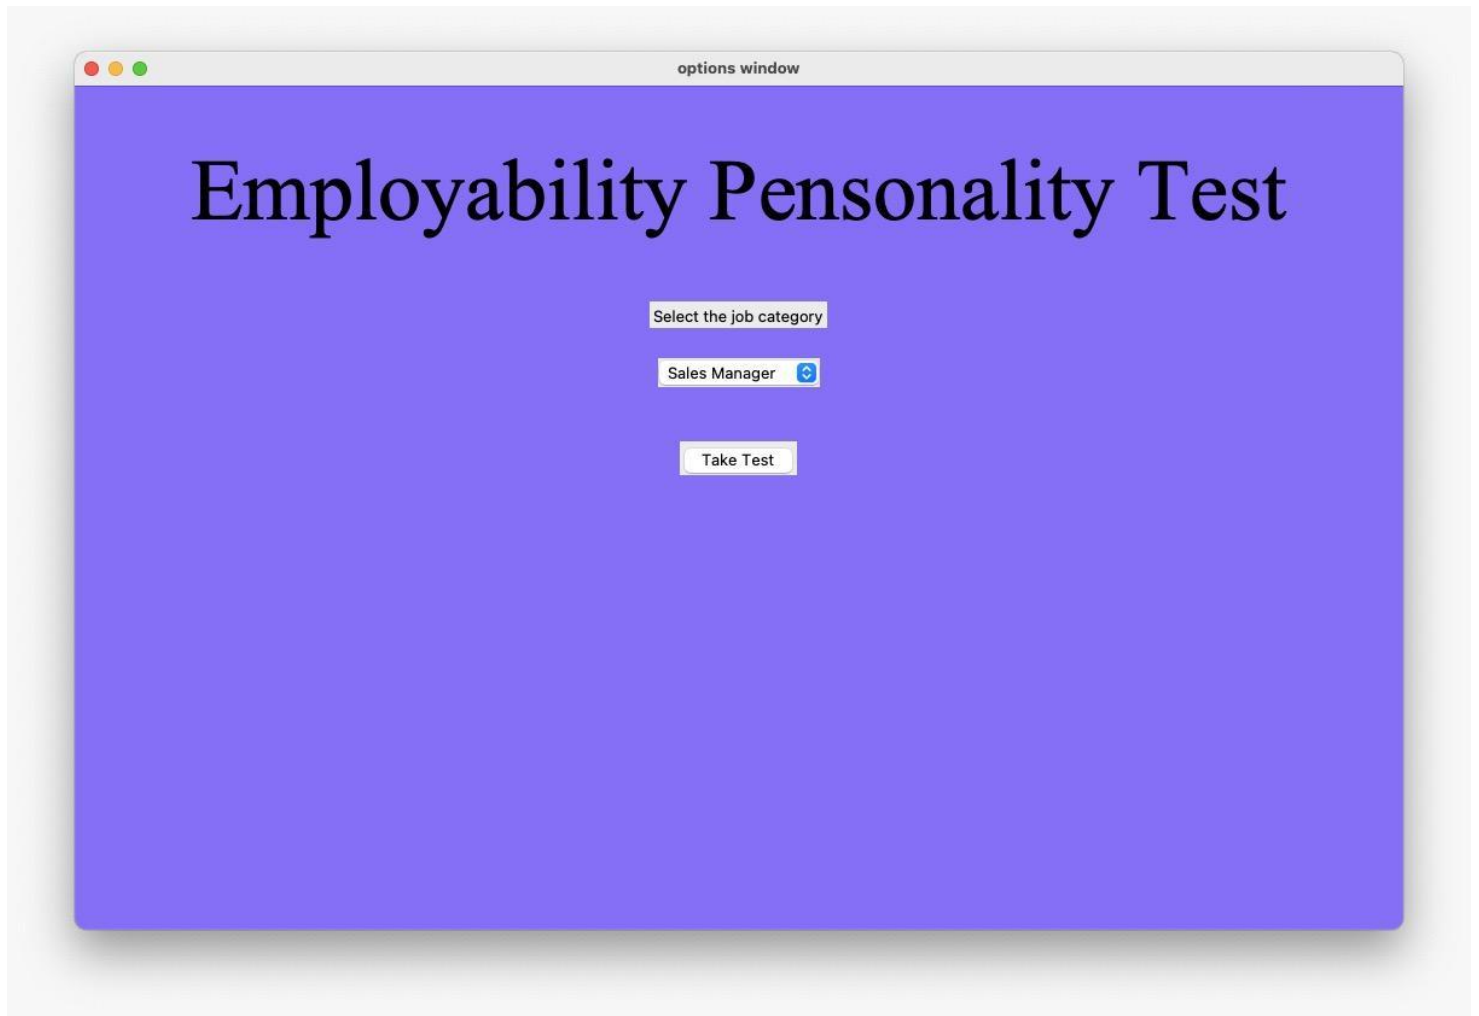 options window
Employability Pensonality Test
Select the job category
Sales Manager
Take Test